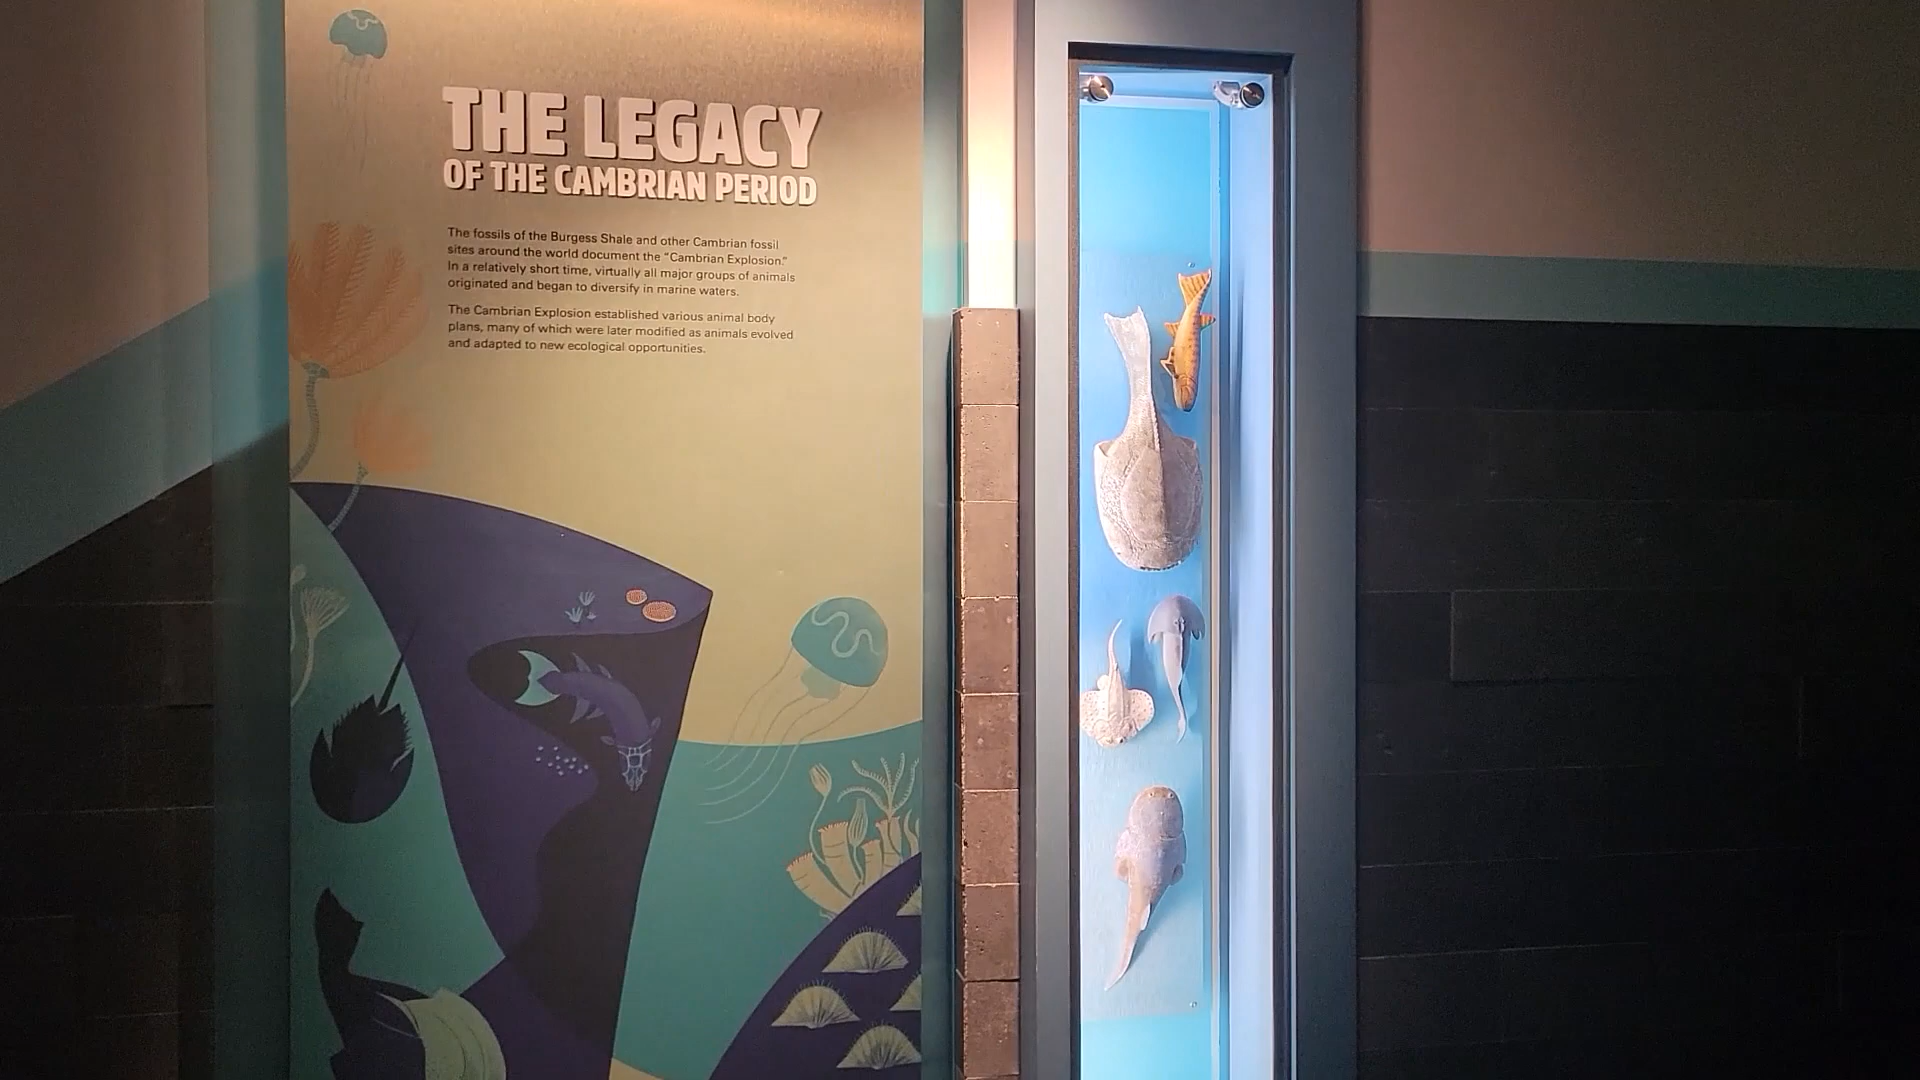 THE LEGACY
OF THE CAMBRIAN PERIOD
The fossils of the Burgess Shale and other Cambrian fossil
sites around the world document the “Cambrian Explosion.”
In a relatively short time, virtually all major groups of animals
originated and began to diversify in marine waters.
The Cambrian Explosion established various animal body
plans, many of which were later modified as animals evolved
and adapted to new ecological opportunities.